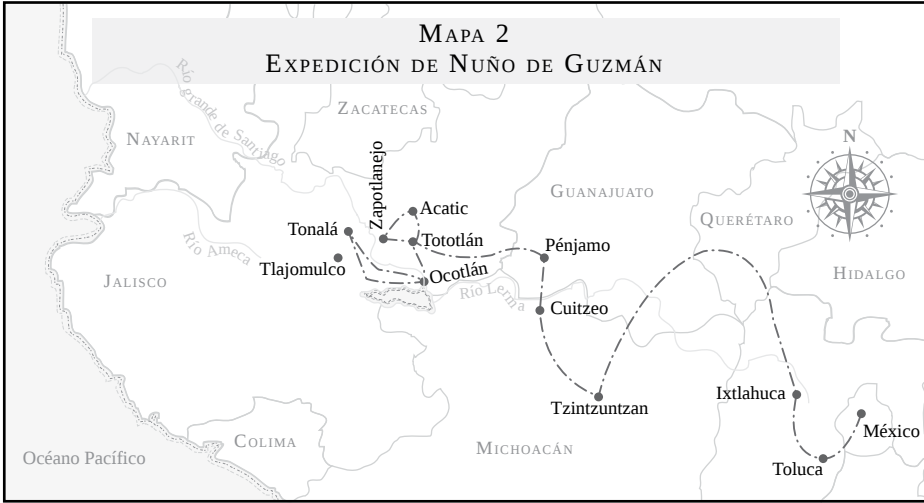 Mapa 2
Expedición de Nuño de Guzmán
Río grande de Santiago
Zacatecas
Nayarit
N
Zapotlanejo
Guanajuato
Acatic
Querétaro
Tonalá
Tototlán
Pénjamo
Río Ameca
Tlajomulco
Ocotlán
Hidalgo
Jalisco
Río Lerma
Cuitzeo
Ixtlahuaca
Tzintzuntzan
México
Colima
Michoacán
Océano Pacífico
Toluca